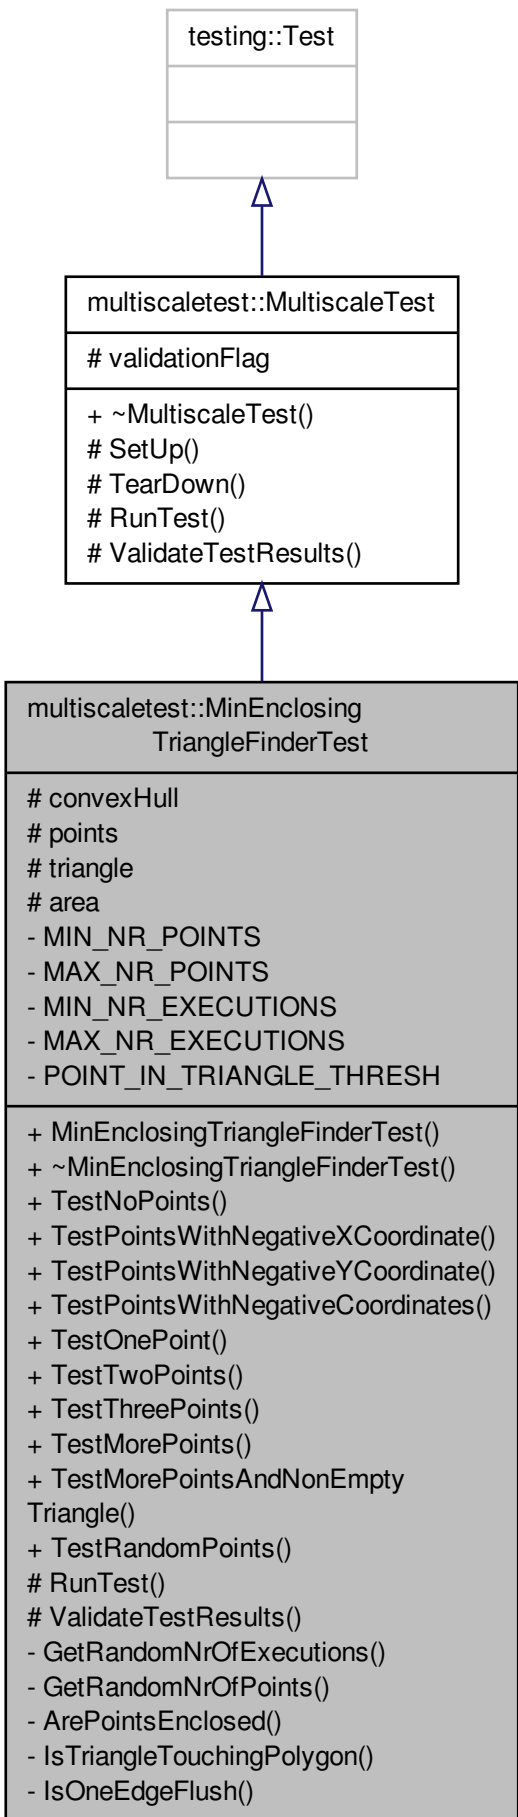 testing::Test
multiscaletest::MultiscaleTest
# validationFlag
+ ~MultiscaleTest()
# SetUp()
# TearDown()
# RunTest()
# ValidateTestResults()
multiscaletest::MinEnclosing
TriangleFinderTest
# convexHull
# points
# triangle
# area
- MIN_NR_POINTS
- MAX_NR_POINTS
- MIN_NR_EXECUTIONS
- MAX_NR_EXECUTIONS
- POINT_IN_TRIANGLE_THRESH
+ MinEnclosingTriangleFinderTest()
+ ~MinEnclosingTriangleFinderTest()
+ TestNoPoints()
+ TestPointsWithNegativeXCoordinate()
+ TestPointsWithNegativeYCoordinate()
+ TestPointsWithNegativeCoordinates()
+ TestOnePoint()
+ TestTwoPoints()
+ TestThreePoints()
+ TestMorePoints()
+ TestMorePointsAndNonEmpty
Triangle()
+ TestRandomPoints()
# RunTest()
# ValidateTestResults()
- GetRandomNrOfExecutions()
- GetRandomNrOfPoints()
- ArePointsEnclosed()
- IsTriangleTouchingPolygon()
- IsOneEdgeFlush()